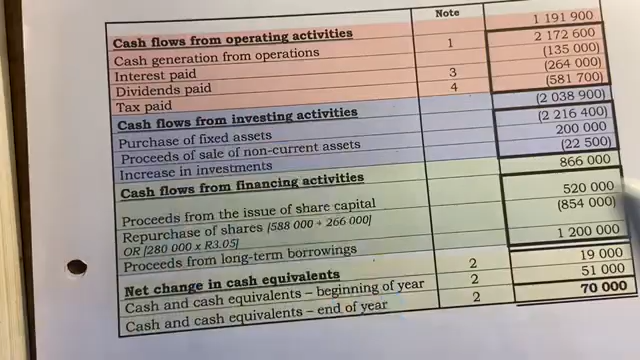 Note
Cash flows from operating activities 1 191 900
Cash generation from operations 1 2 172 600
Interest paid (135 000)
Dividends paid 3 (264 000)
Tax paid 4 (581 700)
Cash flows from investing activities (2 038 900)
Purchase of fixed assets (2 216 400)
Proceeds of sale of non-current assets 200 000
Increase in investments (22 500)
Cash flows from financing activities 866 000
Proceeds from the issue of share capital 520 000
Repurchase of shares [588 000 + 266 000] (854 000)
OR [280 000 x R3.05]
Proceeds from long-term borrowings 1 200 000
Net change in cash equivalents 2 19 000
Cash and cash equivalents – beginning of year 2 51 000
Cash and cash equivalents – end of year 2 70 000